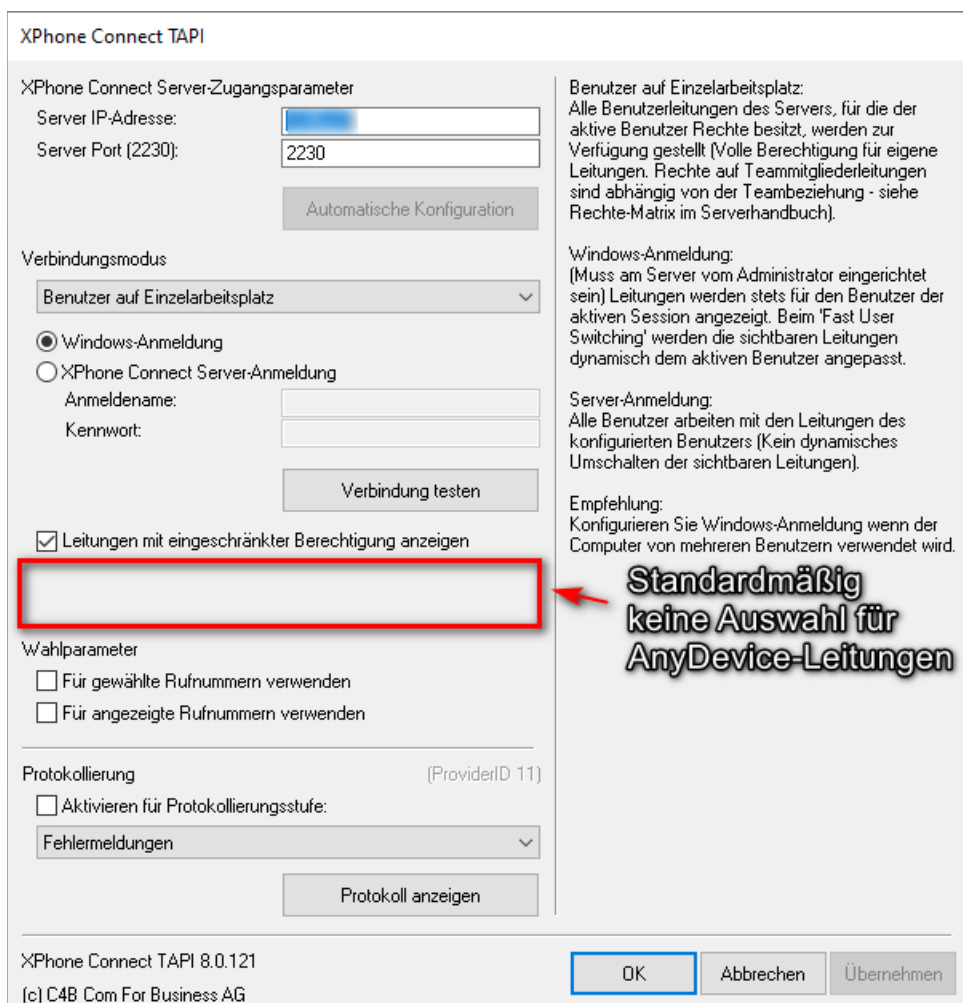 XPhone Connect TAPI
XPhone Connect Server-Zugangsparameter
Server IP-Adresse:
Server Port (2230):
2230
Automatische Konfiguration
Verbindungsmodus
Benutzer auf Einzelarbeitsplatz
Windows-Anmeldung
XPhone Connect Server-Anmeldung
Anmeldename:
Kennwort:
Verbindung testen
Leitungen mit eingeschränkter Berechtigung anzeigen
Wahlparameter
Für gewählte Rufnummern verwenden
Für angezeigte Rufnummern verwenden
Protokollierung
(ProviderID 11)
Aktivieren für Protokollierungsstufe:
Fehlermeldungen
Protokoll anzeigen
Benutzer auf Einzelarbeitsplatz:
Alle Benutzerleitungen des Servers, für die der
aktive Benutzer Rechte besitzt, werden zur
Verfügung gestellt (Volle Berechtigung für eigene
Leitungen. Rechte auf Teammitgliederleitungen
sind abhängig von der Teambeziehung - siehe
Rechte-Matrix im Serverhandbuch).
Windows-Anmeldung:
(Muss am Server vom Administrator eingerichtet
sein) Leitungen werden stets für den Benutzer der
aktiven Session angezeigt. Beim 'Fast User
Switching' werden die sichtbaren Leitungen
dynamisch dem aktiven Benutzer angepasst.
Server-Anmeldung:
Alle Benutzer arbeiten mit den Leitungen des
konfigurierten Benutzers (Kein dynamisches
Umschalten der sichtbaren Leitungen).
Empfehlung:
Konfigurieren Sie Windows-Anmeldung wenn der
Computer von mehreren Benutzern verwendet wird.
Standardmäßig
keine Auswahl für
AnyDevice-Leitungen
XPhone Connect TAPI 8.0.121
(c) C4B Com For Business AG
OK
Abbrechen
Übernehmen